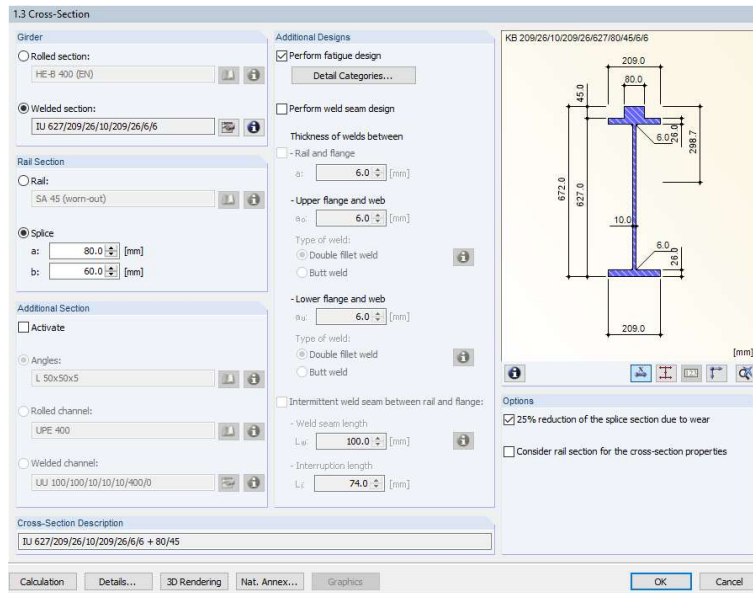 1.3 Cross-Section
Girder
Rolled section:
HE-B 400 (EN)
Welded section:
IU 627/209/26/10/209/26/6/6
Rail Section
Rail:
SA 45 (worn-out)
Splice
a: 80.0 [mm]
b: 60.0 [mm]
Additional Section
Activate
Angles:
L 50x50x5
Rolled channel:
UPE 400
Welded channel:
UU 100/100/10/10/10/400/0
Additional Designs
Perform fatigue design
Detail Categories...
Perform weld seam design
Thickness of welds between
- Rail and flange
a: 6.0 [mm]
- Upper flange and web
ao: 6.0 [mm]
Type of weld:
Double fillet weld
Butt weld
- Lower flange and web
au: 6.0 [mm]
Type of weld:
Double fillet weld
Butt weld
Intermittent weld seam between rail and flange:
- Weld seam length
Lw: 100.0 [mm]
- Interruption length
74.0 [mm]
KB 209/26/10/209/26/627/80/45/6/6
209.0
80.0
45.0
6.0
26.0
298.7
672.0
627.0
10.0
6.0
26.0
209.0
[mm]
Options
25% reduction of the splice section due to wear
Consider rail section for the cross-section properties
Cross-Section Description
IU 627/209/26/10/209/26/6/6 + 80/45
Calculation
Details...
3D Rendering
Nat. Annex...
Graphics
OK
Cancel